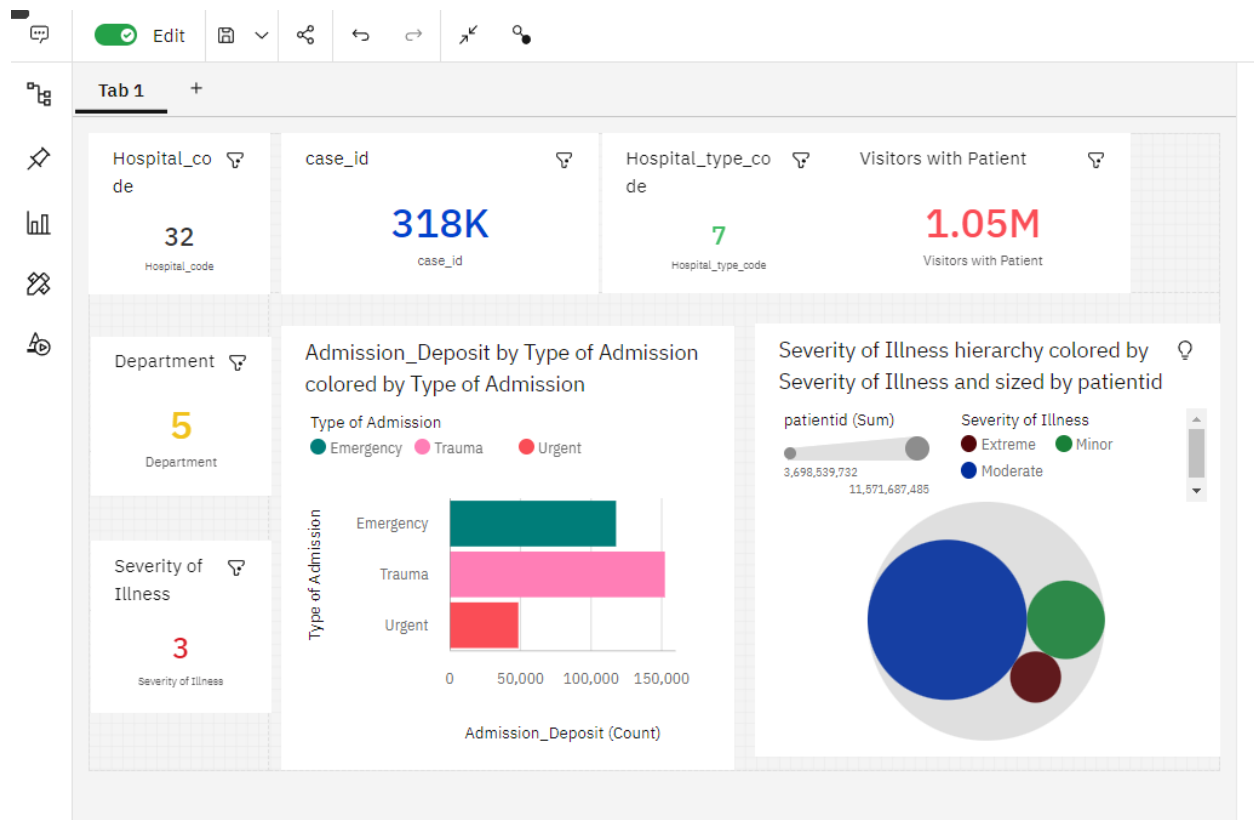 Edit
Tab 1 +
Hospital_co
de
32
Hospital_code
case_id
318K
case_id
Hospital_type_co
de
7
Hospital_type_code
Visitors with Patient
1.05M
Visitors with Patient
Department
5
Department
Severity of
Illness
3
Severity of Illness
Admission_Deposit by Type of Admission
colored by Type of Admission
Type of Admission
Emergency Trauma Urgent
Type of Admission
Emergency
Trauma
Urgent
0 50,000 100,000 150,000
Admission_Deposit (Count)
Severity of Illness hierarchy colored by
Severity of Illness and sized by patientid
patientid (Sum)
3,698,539,732
11,571,687,485
Severity of Illness
Extreme Minor
Moderate